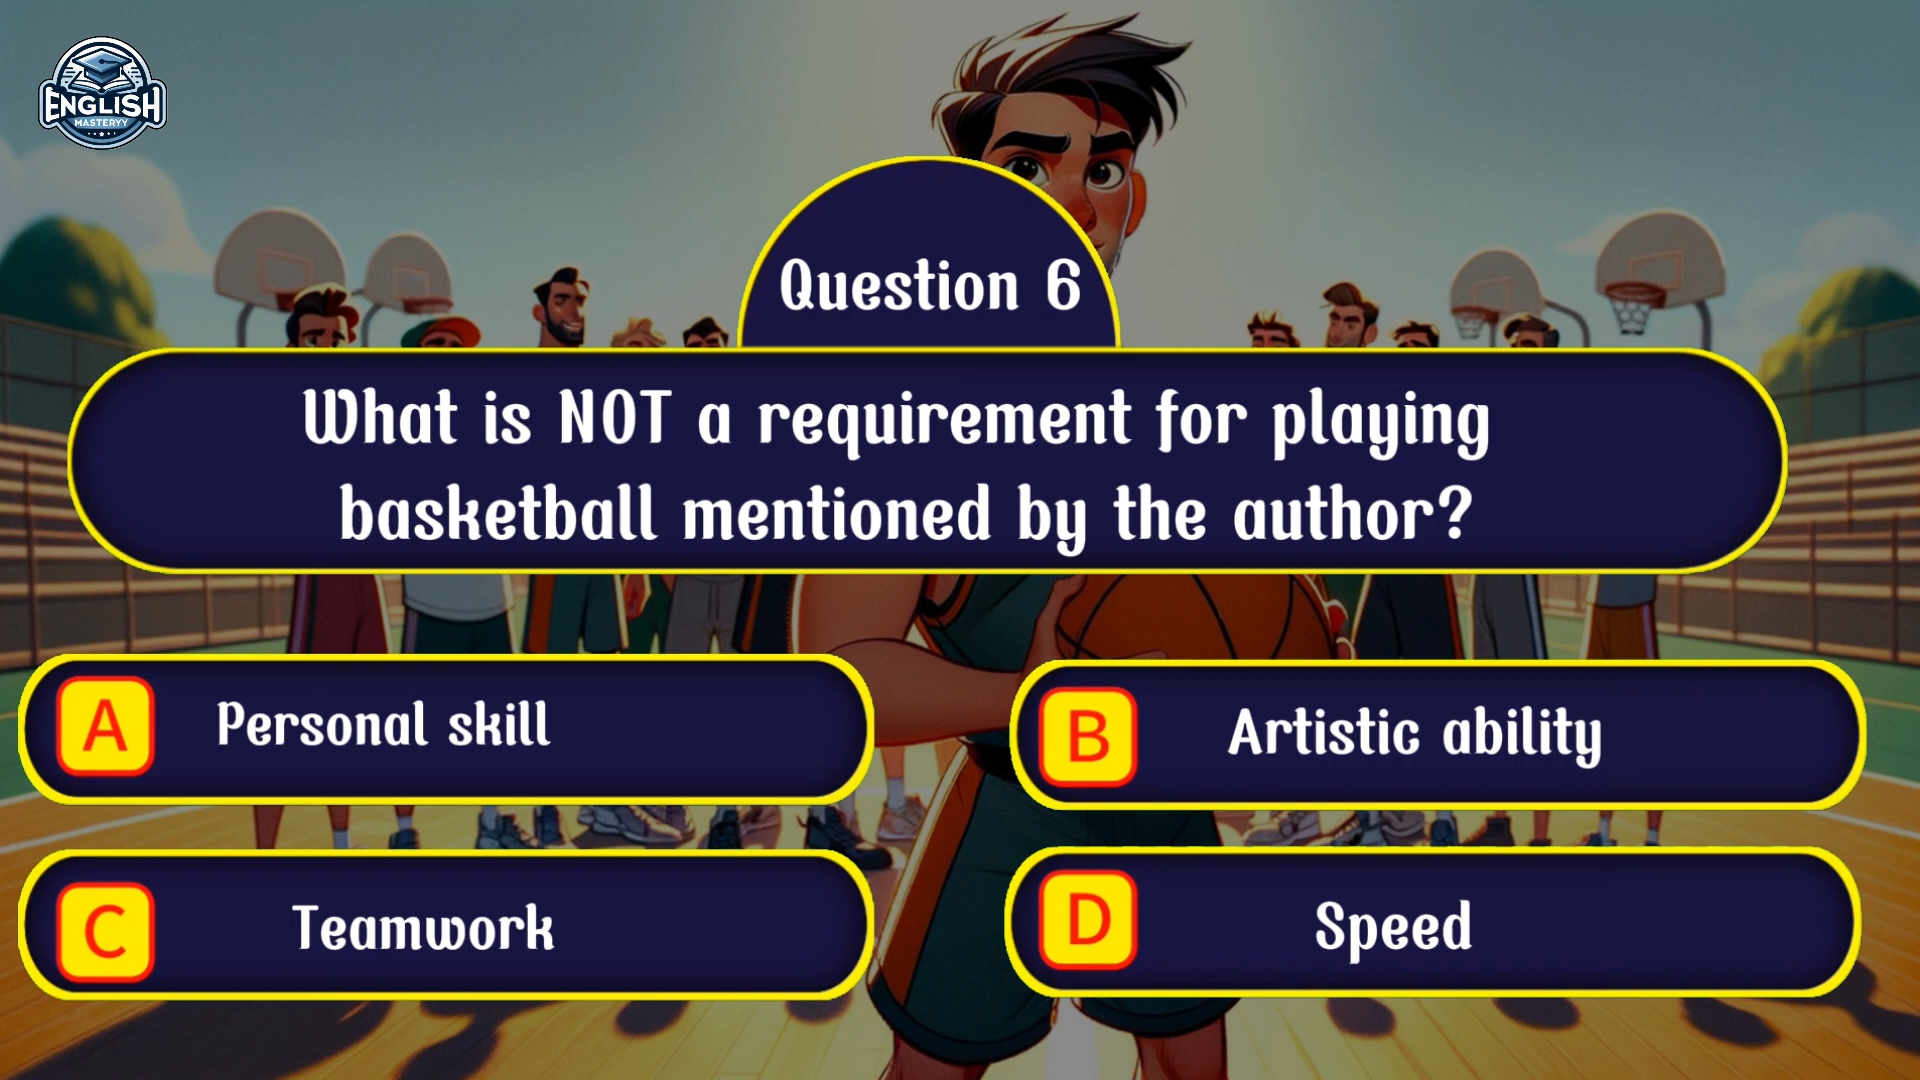 ENGLISH
MASTERYY
Question 6
What is NOT a requirement for playing
basketball mentioned by the author?
A Personal skill
B Artistic ability
C Teamwork
D Speed